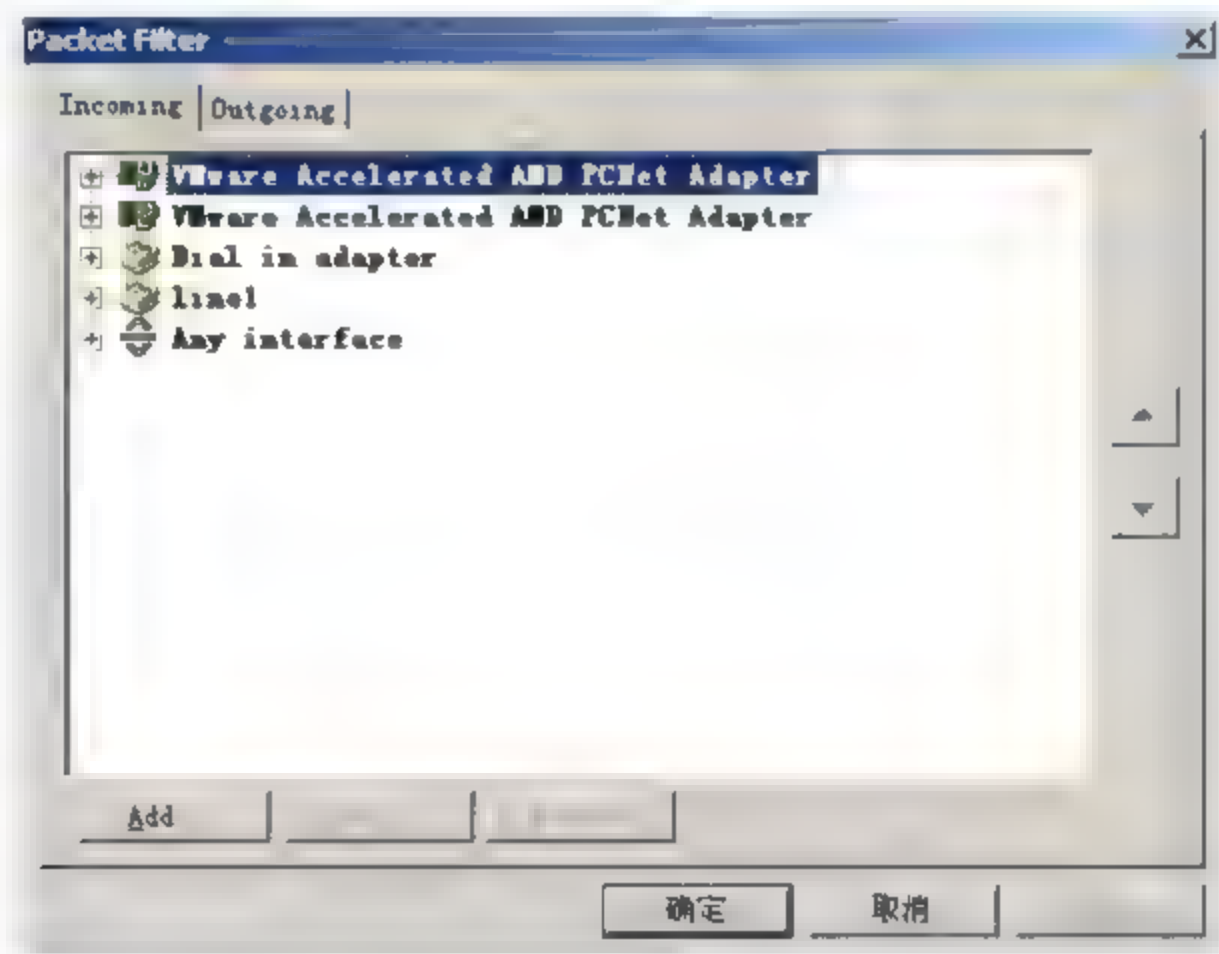 Packet Filter
Incoming
Outgoing
VMware Accelerated AMD PCNet Adapter
VMware Accelerated AMD PCNet Adapter
Dial in adapter
line1
Any interface
Add
确定
取消